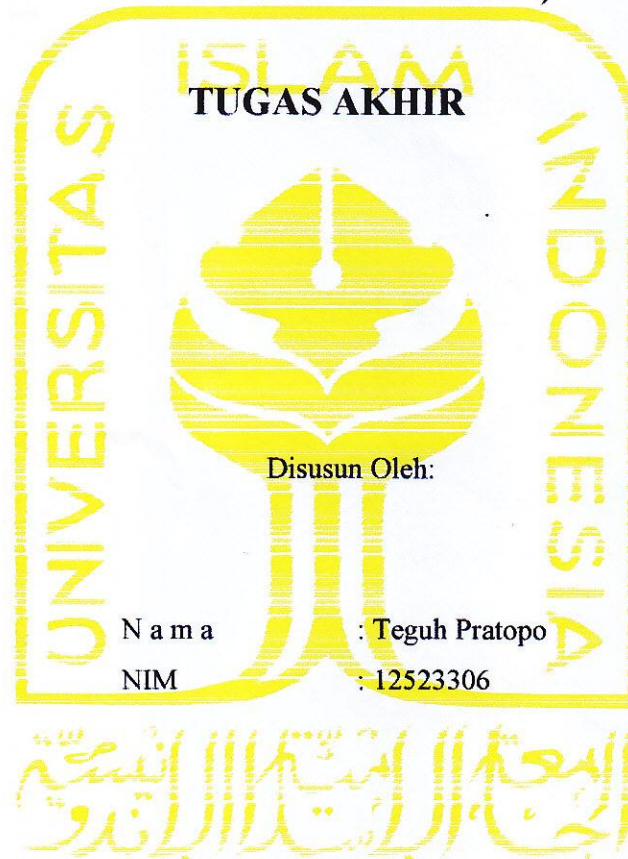 ISLAM
TUGAS AKHIR
UNIVERSITAS
INDONESIA
Disusun Oleh:
N a m a : Teguh Pratopo
NIM : 12523306